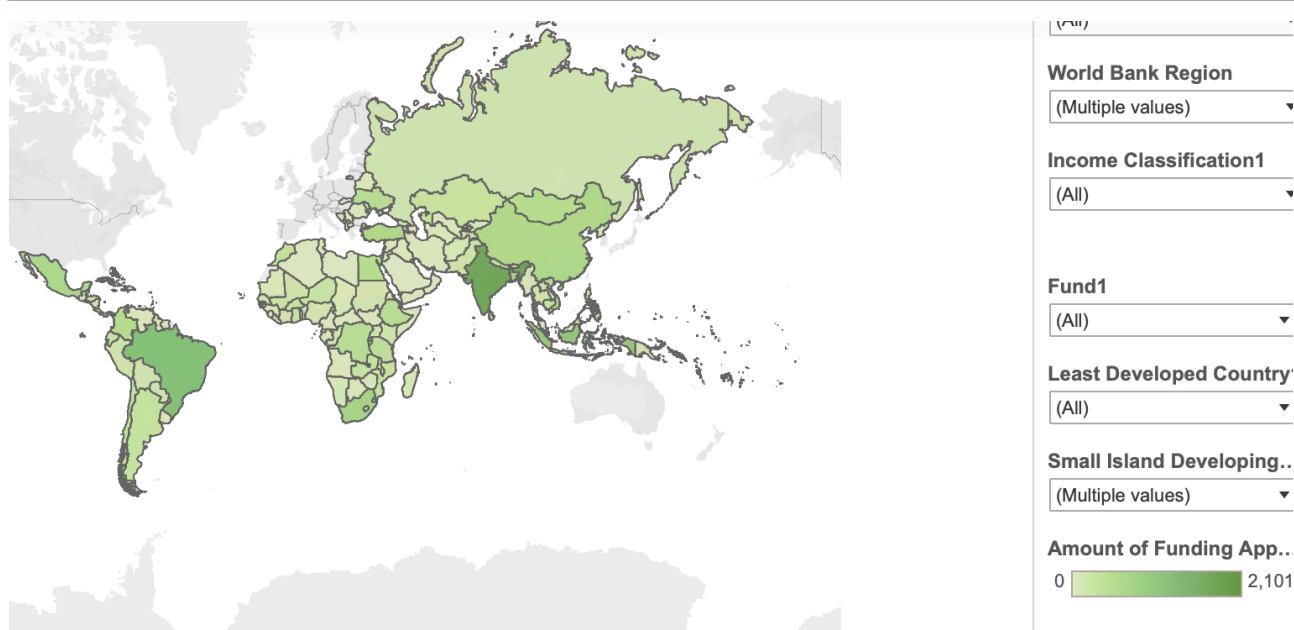 (All)
World Bank Region
(Multiple values)
Income Classification1
(All)
Fund1
(All)
Least Developed Country
(All)
Small Island Developing...
(Multiple values)
Amount of Funding App...
0 2,101